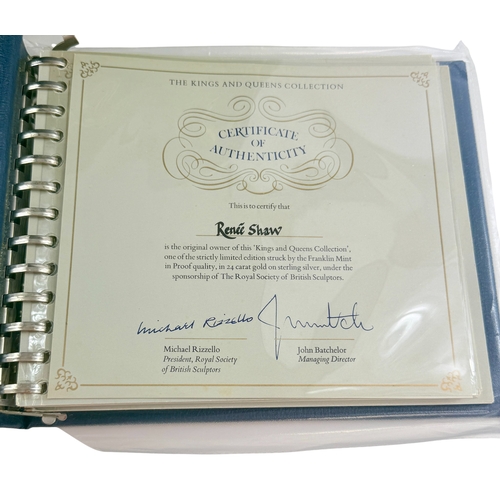 THE KINGS AND QUEENS COLLECTION
CERTIFICATE
OF
AUTHENTICITY
This is to certify that
Renée Shaw
is the original owner of this 'Kings and Queens Collection',
one of the strictly limited edition struck by the Franklin Mint
in Proof quality, in 24 carat gold on sterling silver, under the
sponsorship of The Royal Society of British Sculptors.
Michael Rizzello
Michael Rizzello
President, Royal Society
of British Sculptors
John Batchelor
Managing Director